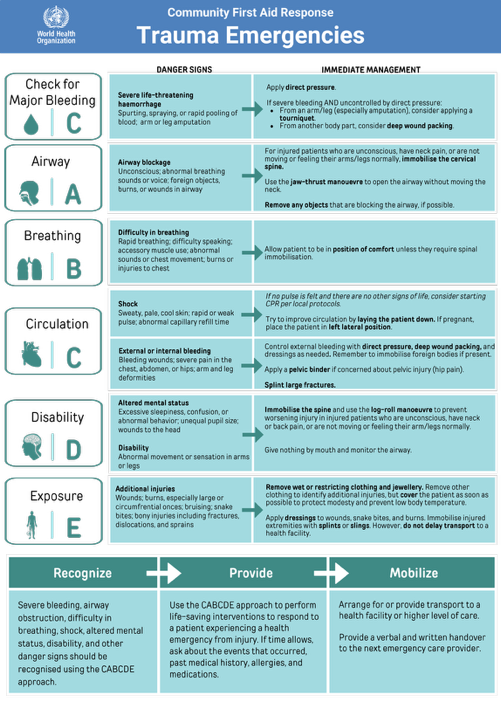 World Health
Organization
Community First Aid Response
Trauma Emergencies
DANGER SIGNS
IMMEDIATE MANAGEMENT
Check for
Major Bleeding
C
Severe life-threatening
haemorrhage
Spurting, spraying, or rapid pooling of
blood; arm or leg amputation
Apply direct pressure.
If severe bleeding AND uncontrolled by direct pressure:
• From an arm/leg (especially amputation), consider applying a
tourniquet.
• From another body part, consider deep wound packing.
Airway
A
Airway blockage
Unconscious; abnormal breathing
sounds or voice; foreign objects,
burns, or wounds in airway
For injured patients who are unconscious, have neck pain, or are not
moving or feeling their arms/legs normally, immobilise the cervical
spine.
Use the jaw-thrust manouevre to open the airway without moving the
neck.
Remove any objects that are blocking the airway, if possible.
Breathing
B
Difficulty in breathing
Rapid breathing; difficulty speaking;
accessory muscle use; abnormal
sounds or chest movement; burns or
injuries to chest
Allow patient to be in position of comfort unless they require spinal
immobilisation.
Circulation
C
Shock
Sweaty, pale, cool skin; rapid or weak
pulse; abnormal capillary refill time
If no pulse is felt and there are no other signs of life, consider starting
CPR per local protocols.
Try to improve circulation by laying the patient down. If pregnant,
place the patient in left lateral position.
External or internal bleeding
Bleeding wounds; severe pain in the
chest, abdomen, or hips; arm and leg
deformities
Control external bleeding with direct pressure, deep wound packing, and
dressings as needed. Remember to immobilise foreign bodies if present.
Apply a pelvic binder if concerned about pelvic injury (hip pain).
Splint large fractures.
Disability
D
Altered mental status
Excessive sleepiness, confusion, or
abnormal behavior; unequal pupil size;
wounds to the head
Disability
Abnormal movement or sensation in arms
or legs
Immobilise the spine and use the log-roll manoeuvre to prevent
worsening injury in injured patients who are unconscious, have neck
or back pain, or are not moving or feeling their arm/legs normally.
Give nothing by mouth and monitor the airway.
Exposure
E
Additional injuries
Wounds; burns, especially large or
circumfrential onces; bruising; snake
bites; bony injuries including fractures,
dislocations, and sprains
Remove wet or restricting clothing and jewellery. Remove other
clothing to identify additional injuries, but cover the patient as soon as
possible to protect modesty and prevent low body temperature.
Apply dressings to wounds, snake bites, and burns. Immobilise injured
extremities with splints or slings. However, do not delay transport to a
health facility.
Recognize
Provide
Mobilize
Severe bleeding, airway
obstruction, difficulty in
breathing, shock, altered mental
status, disability, and other
danger signs should be
recognised using the CABCDE
approach.
Use the CABCDE approach to perform
life-saving interventions to respond to
a patient experiencing a health
emergency from injury. If time allows,
ask about the events that occurred,
past medical history, allergies, and
medications.
Arrange for or provide transport to a
health facility or higher level of care.
Provide a verbal and written handover
to the next emergency care provider.